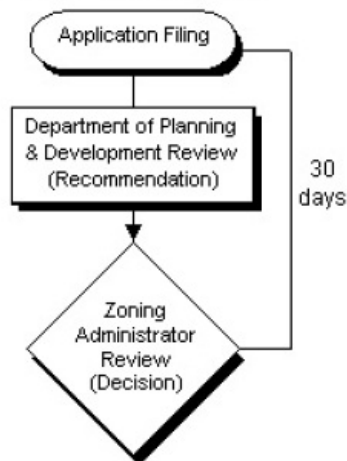 Application Filing
Department of Planning
& Development Review
(Recommendation)
30
days
Zoning
Administrator
Review
(Decision)